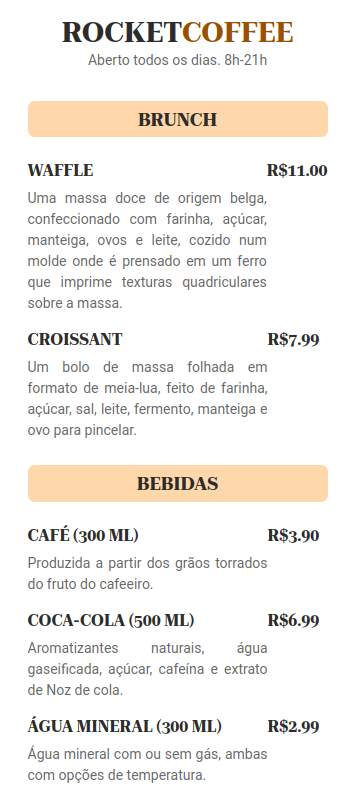 ROCKETCOFFEE
Aberto todos os dias. 8h-21h
BRUNCH
WAFFLE R$11.00
Uma massa doce de origem belga,
confeccionado com farinha, açúcar,
manteiga, ovos e leite, cozido num
molde onde é prensado em um ferro
que imprime texturas quadriculares
sobre a massa.
CROISSANT R$7.99
Um bolo de massa folhada em
formato de meia-lua, feito de farinha,
açúcar, sal, leite, fermento, manteiga e
ovo para pincelar.
BEBIDAS
CAFÉ (300 ML) R$3.90
Produzida a partir dos grãos torrados
do fruto do cafeeiro.
COCA-COLA (500 ML) R$6.99
Aromatizantes naturais, água
gaseificada, açúcar, cafeína e extrato
de Noz de cola.
ÁGUA MINERAL (300 ML) R$2.99
Água mineral com ou sem gás, ambas
com opções de temperatura.